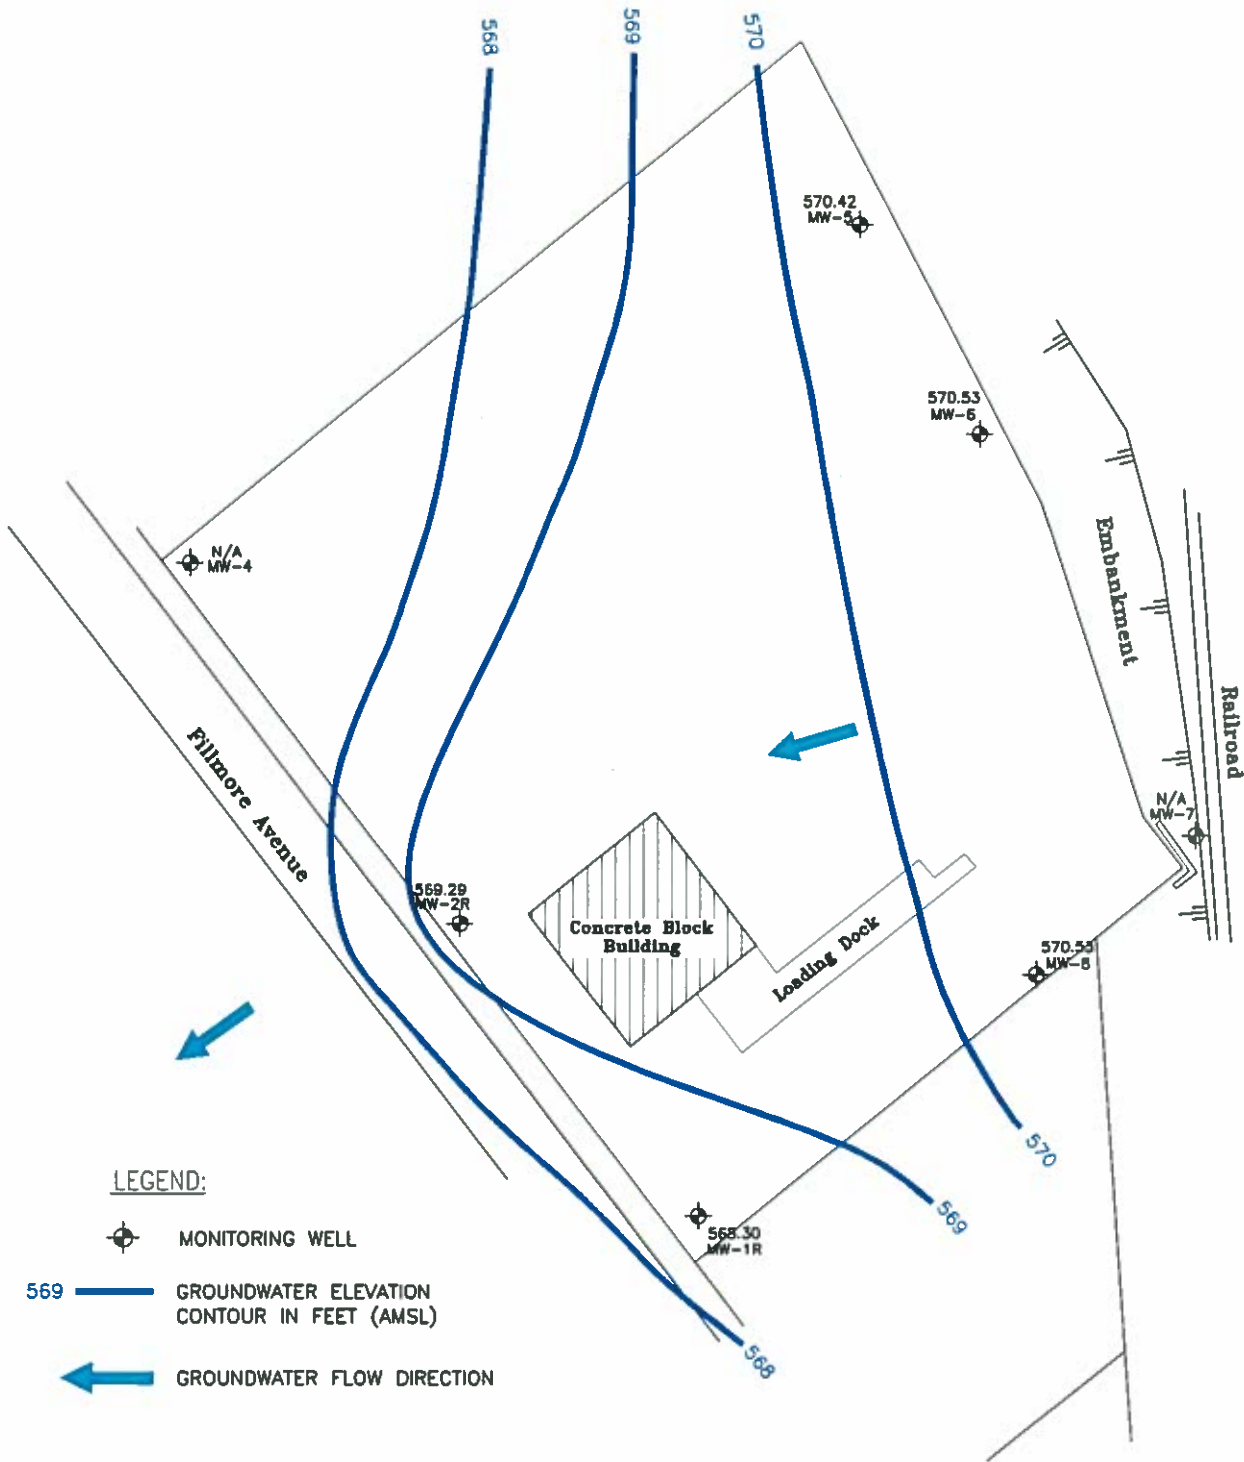 568
569
570
570.42
MW-5
570.53
MW-6
Embankment
N/A
MW-4
Railroad
Fillmore Avenue
N/A
MW-7
569.29
MW-2R
Concrete Block
Building
Loading Dock
570.53
MW-8
570
569
568.30
MW-1R
568
LEGEND:
MONITORING WELL
569
GROUNDWATER ELEVATION
CONTOUR IN FEET (AMSL)
GROUNDWATER FLOW DIRECTION